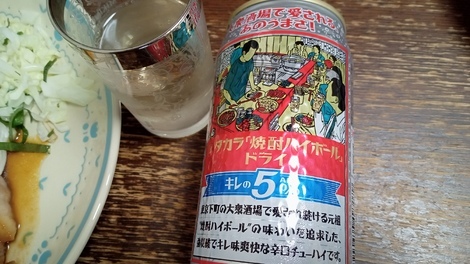 大衆酒場で愛される
あのうまさ!
タカラ「焼酎ハイボール」
ドライ
キレの5%
東京下町の大衆酒場で愛され続ける元祖
"焼酎ハイボール"の味わいを追求した、
でキレ味爽快な辛口チューハイです。